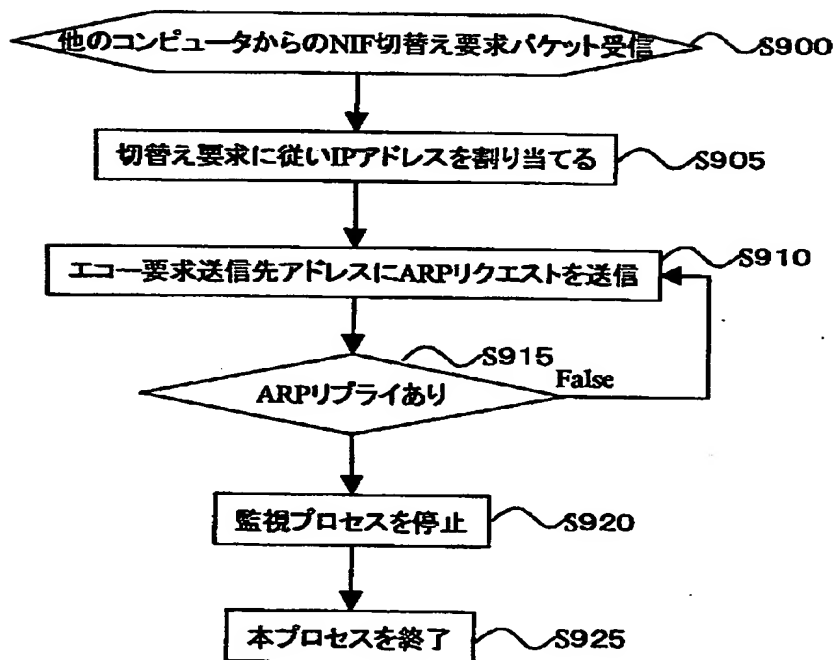 他のコンピュータからのNIF切替え要求パケット受信 S900
切替え要求に従いIPアドレスを割り当てる S905
エコー要求送信先アドレスにARPリクエストを送信 S910
ARPリプライあり S915
False
監視プロセスを停止 S920
本プロセスを終了 S925